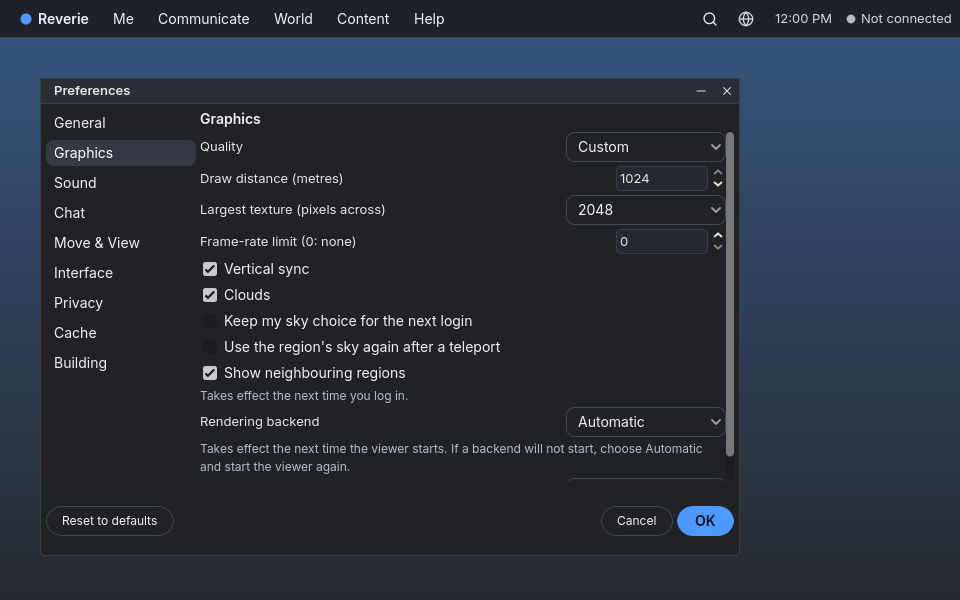 Reverie Me Communicate World Content Help 12:00 PM Not connected
Preferences
General
Graphics
Sound
Chat
Move & View
Interface
Privacy
Cache
Building
Graphics
Quality Custom
Draw distance (metres) 1024
Largest texture (pixels across) 2048
Frame-rate limit (0: none) 0
Vertical sync
Clouds
Keep my sky choice for the next login
Use the region's sky again after a teleport
Show neighbouring regions
Takes effect the next time you log in.
Rendering backend Automatic
Takes effect the next time the viewer starts. If a backend will not start, choose Automatic
and start the viewer again.
Reset to defaults Cancel OK